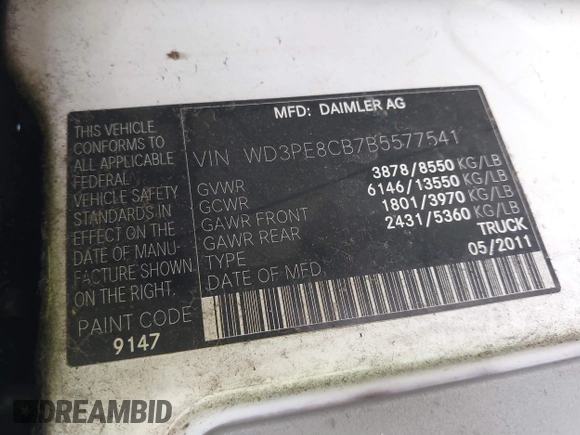 MFD: DAIMLER AG
THIS VEHICLE
CONFORMS TO
ALL APPLICABLE
FEDERAL
VEHICLE SAFETY
STANDARDS IN
EFFECT ON THE
DATE OF MANU-
FACTURE SHOWN
ON THE RIGHT.
VIN WD3PE8CB7B5577541
GVWR 3878/8550 KG/LB
GCWR 6146/13550 KG/LB
GAWR FRONT 1801/3970 KG/LB
GAWR REAR 2431/5360 KG/LB
TYPE TRUCK
DATE OF MFD. 05/2011
PAINT CODE
9147
DREAMBID